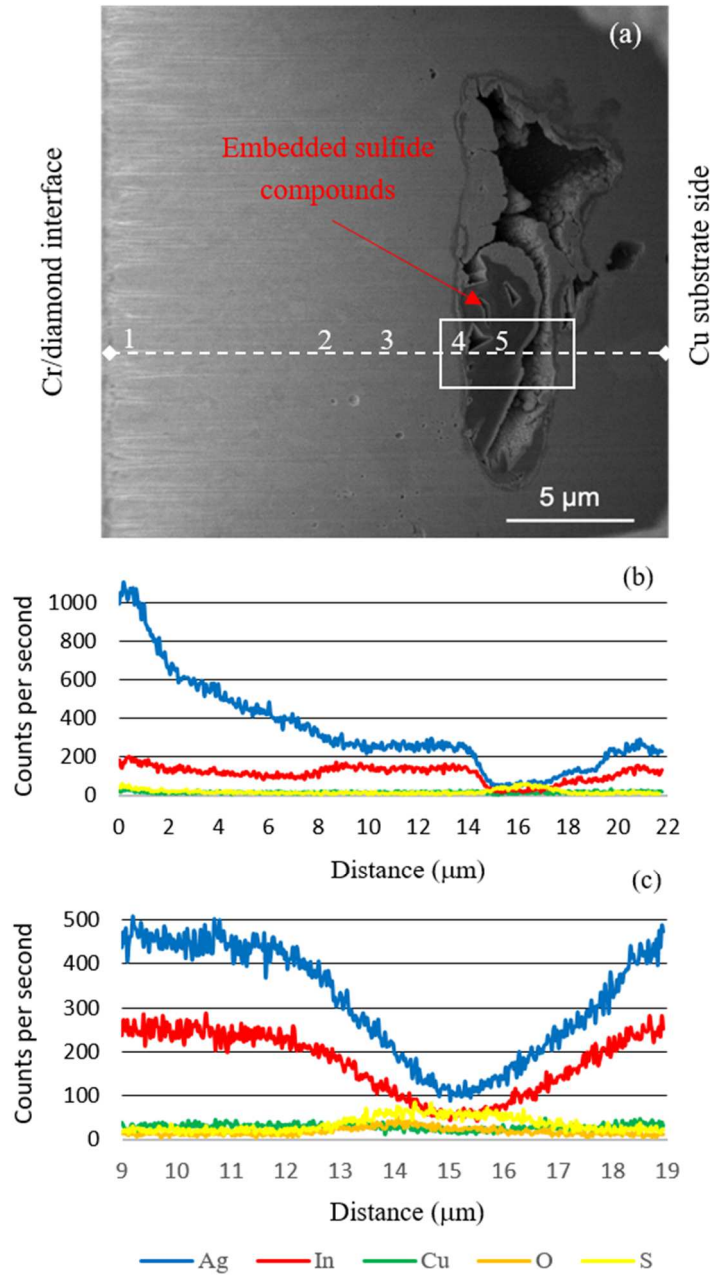 (a)
Embedded sulfide
compounds
Cr/diamond interface
Cu substrate side
1 2 3 4 5
5 μm
(b)
Counts per second
1000
800
600
400
200
0
0 2 4 6 8 10 12 14 16 18 20 22
Distance (μm)
(c)
Counts per second
500
400
300
200
100
0
9 10 11 12 13 14 15 16 17 18 19
Distance (μm)
Ag In Cu O S